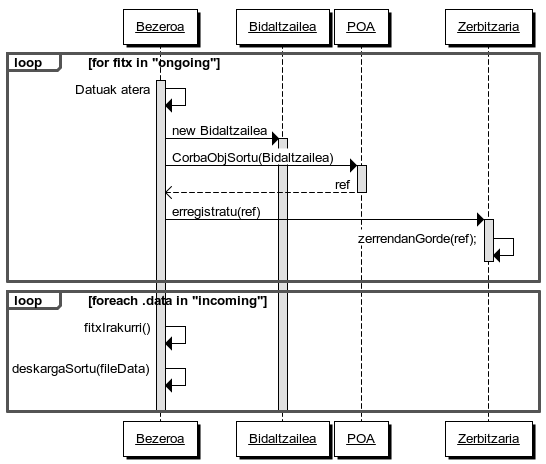 Bezeroa Bidaltzailea POA Zerbitzaria
loop [for fitx in "ongoing"]
Datuak atera
new Bidaltzailea
CorbaObjSortu(Bidaltzailea)
ref
erregistratu(ref)
zerrendanGorde(ref);
loop [foreach .data in "incoming"]
fitxIrakurri()
deskargaSortu(fileData)
Bezeroa Bidaltzailea POA Zerbitzaria